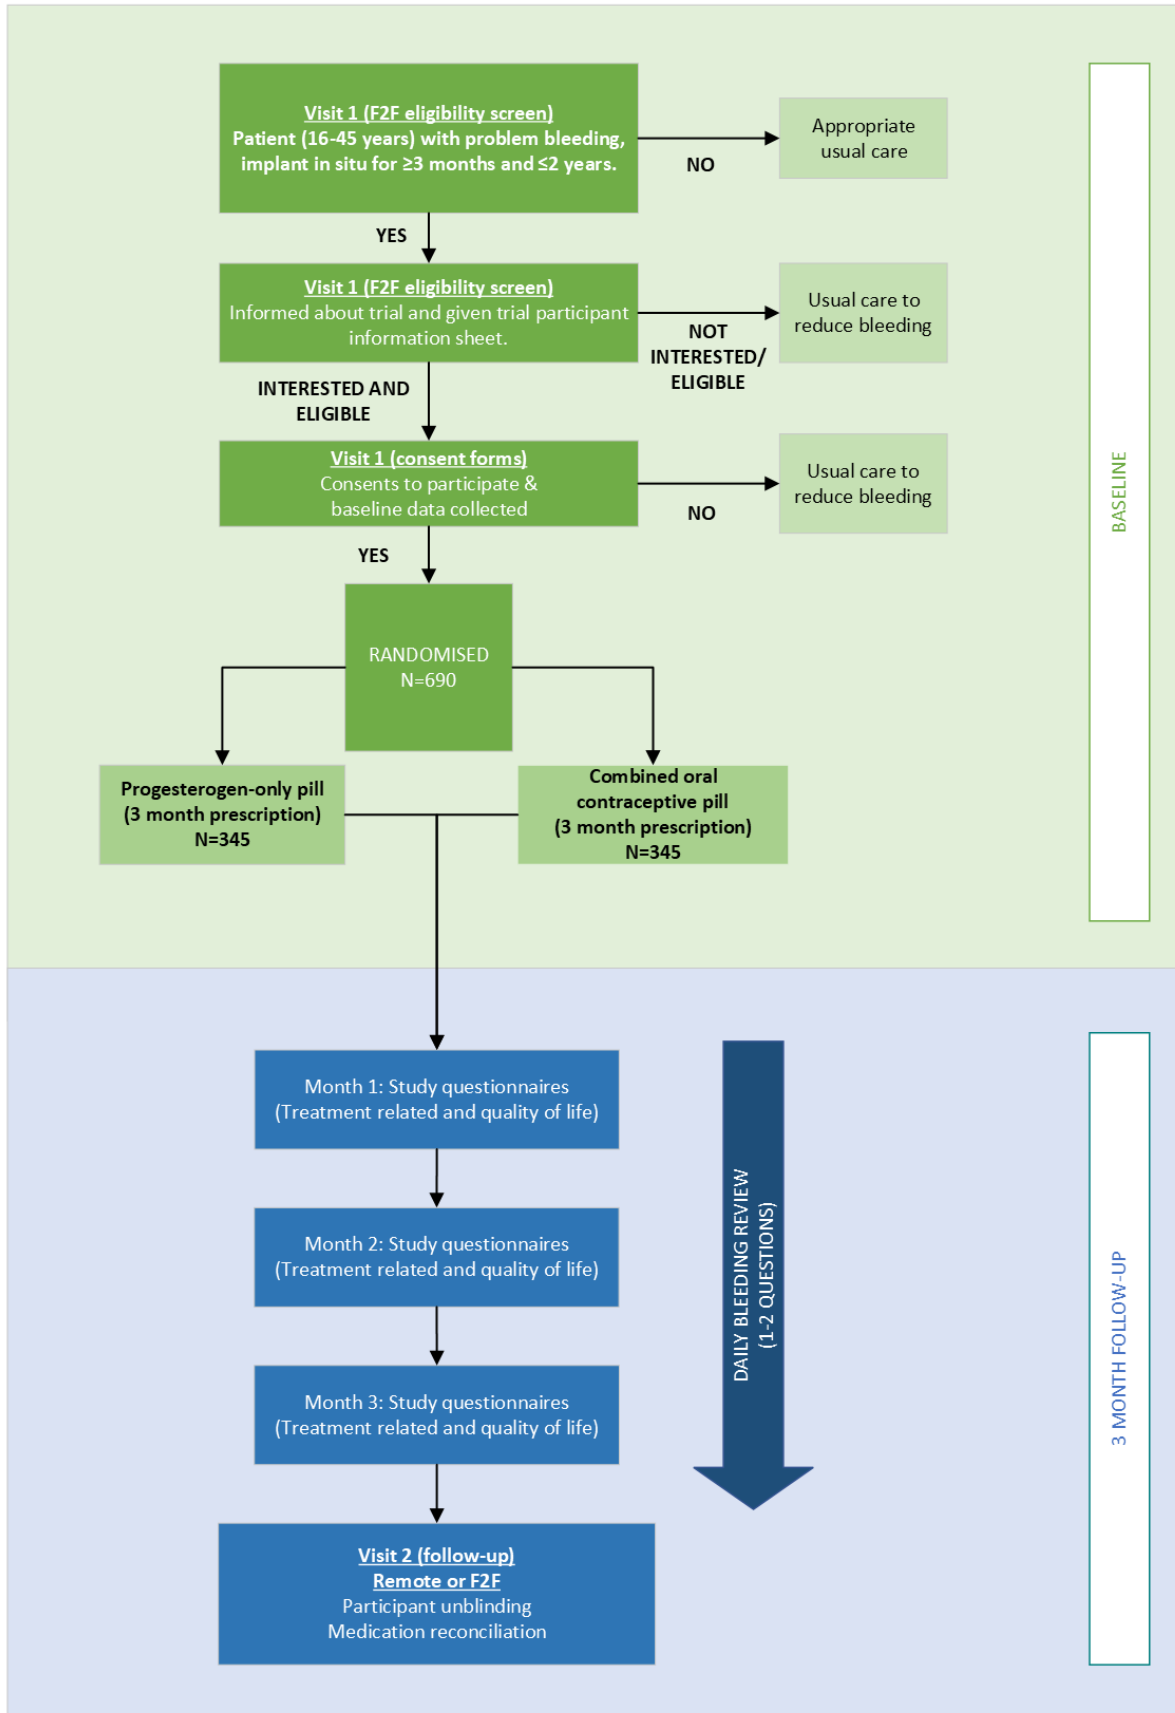 Visit 1 (F2F eligibility screen)
Patient (16-45 years) with problem bleeding,
implant in situ for ≥3 months and ≤2 years.
NO
Appropriate
usual care
YES
Visit 1 (F2F eligibility screen)
Informed about trial and given trial participant
information sheet.
NOT
INTERESTED/
ELIGIBLE
Usual care to
reduce bleeding
INTERESTED AND
ELIGIBLE
Visit 1 (consent forms)
Consents to participate &
baseline data collected
NO
Usual care to
reduce bleeding
YES
RANDOMISED
N=690
Progesterogen-only pill
(3 month prescription)
N=345
Combined oral
contraceptive pill
(3 month prescription)
N=345
BASELINE
Month 1: Study questionnaires
(Treatment related and quality of life)
Month 2: Study questionnaires
(Treatment related and quality of life)
Month 3: Study questionnaires
(Treatment related and quality of life)
DAILY BLEEDING REVIEW
(1-2 QUESTIONS)
Visit 2 (follow-up)
Remote or F2F
Participant unblinding
Medication reconciliation
3 MONTH FOLLOW-UP